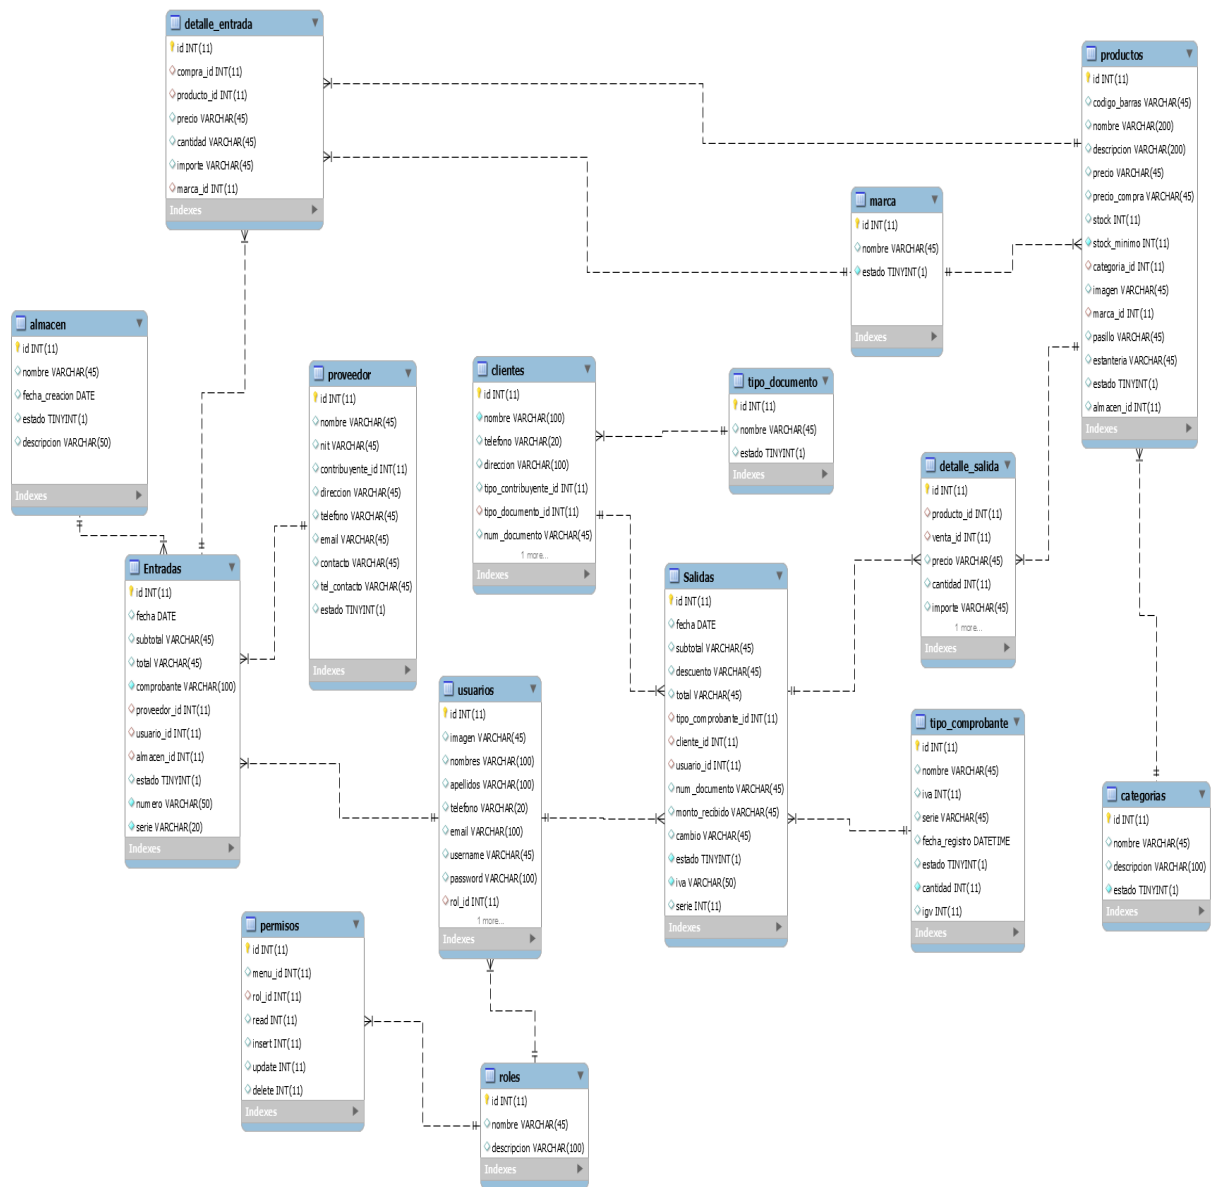 detalle_entrada
id INT(11)
compra_id INT(11)
producto_id INT(11)
precio VARCHAR(45)
cantidad VARCHAR(45)
importe VARCHAR(45)
marca_id INT(11)
Indexes
productos
id INT(11)
codigo_barras VARCHAR(45)
nombre VARCHAR(200)
descripcion VARCHAR(200)
precio VARCHAR(45)
precio_compra VARCHAR(45)
stock INT(11)
stock_minimo INT(11)
categoria_id INT(11)
imagen VARCHAR(45)
marca_id INT(11)
pasillo VARCHAR(45)
estanteria VARCHAR(45)
estado TINYINT(1)
almacen_id INT(11)
Indexes
marca
id INT(11)
nombre VARCHAR(45)
estado TINYINT(1)
Indexes
almacen
id INT(11)
nombre VARCHAR(45)
fecha_creacion DATE
estado TINYINT(1)
descripcion VARCHAR(50)
Indexes
proveedor
id INT(11)
nombre VARCHAR(45)
nit VARCHAR(45)
contribuyente_id INT(11)
direccion VARCHAR(45)
telefono VARCHAR(45)
email VARCHAR(45)
contacto VARCHAR(45)
tel_contacto VARCHAR(45)
estado TINYINT(1)
Indexes
clientes
id INT(11)
nombre VARCHAR(100)
telefono VARCHAR(20)
direccion VARCHAR(100)
tipo_contribuyente_id INT(11)
tipo_documento_id INT(11)
num_documento VARCHAR(45)
1 more...
Indexes
tipo_documento
id INT(11)
nombre VARCHAR(45)
estado TINYINT(1)
Indexes
detalle_salida
id INT(11)
producto_id INT(11)
venta_id INT(11)
precio VARCHAR(45)
cantidad INT(11)
importe VARCHAR(45)
1 more...
Indexes
Entradas
id INT(11)
fecha DATE
subtotal VARCHAR(45)
total VARCHAR(45)
comprobante VARCHAR(100)
proveedor_id INT(11)
usuario_id INT(11)
almacen_id INT(11)
estado TINYINT(1)
numero VARCHAR(50)
serie VARCHAR(20)
Indexes
Salidas
id INT(11)
fecha DATE
subtotal VARCHAR(45)
descuento VARCHAR(45)
total VARCHAR(45)
tipo_comprobante_id INT(11)
cliente_id INT(11)
usuario_id INT(11)
num_documento VARCHAR(45)
monto_recibido VARCHAR(45)
cambio VARCHAR(45)
estado TINYINT(1)
iva VARCHAR(50)
serie INT(11)
Indexes
usuarios
id INT(11)
imagen VARCHAR(45)
nombres VARCHAR(100)
apellidos VARCHAR(100)
telefono VARCHAR(20)
email VARCHAR(100)
username VARCHAR(45)
password VARCHAR(100)
rol_id INT(11)
1 more...
Indexes
tipo_comprobante
id INT(11)
nombre VARCHAR(45)
iva INT(11)
serie VARCHAR(45)
fecha_registro DATETIME
estado TINYINT(1)
cantidad INT(11)
igv INT(11)
Indexes
categorias
id INT(11)
nombre VARCHAR(45)
descripcion VARCHAR(100)
estado TINYINT(1)
Indexes
permisos
id INT(11)
menu_id INT(11)
rol_id INT(11)
read INT(11)
insert INT(11)
update INT(11)
delete INT(11)
Indexes
roles
id INT(11)
nombre VARCHAR(45)
descripcion VARCHAR(100)
Indexes